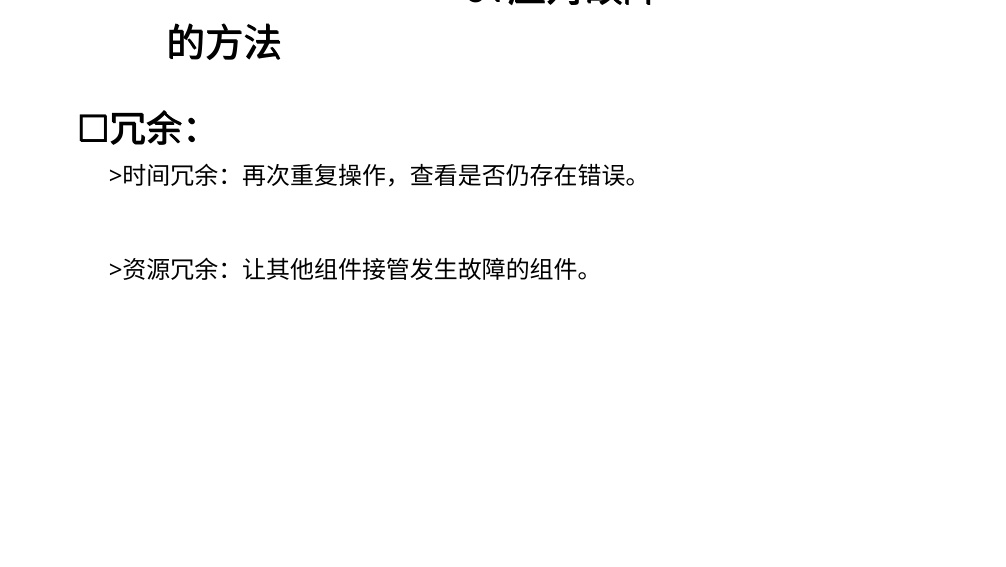 的方法
□冗余：
>时间冗余：再次重复操作，查看是否仍存在错误。
>资源冗余：让其他组件接管发生故障的组件。